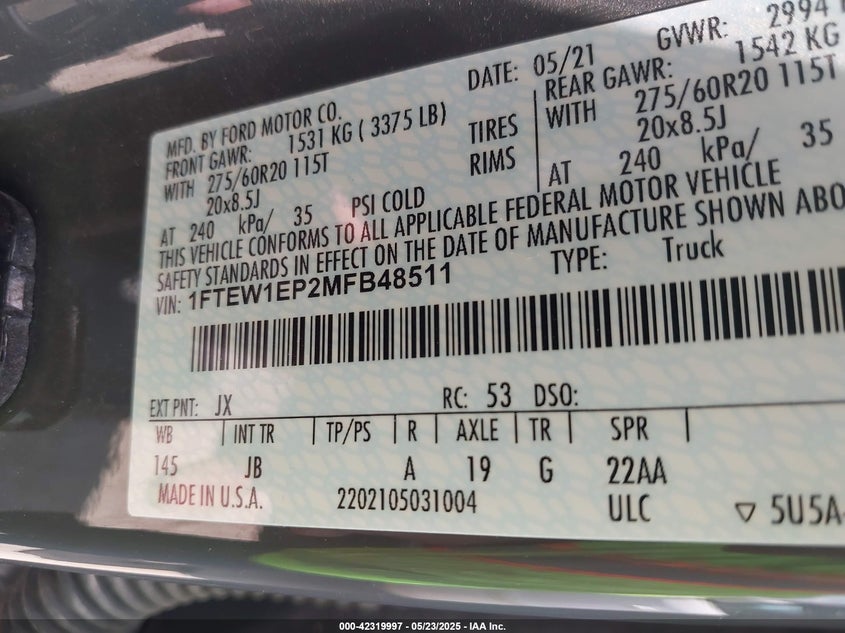 MFD. BY FORD MOTOR CO. DATE: 05/21 GVWR: 2994
FRONT GAWR: 1531 KG ( 3375 LB) REAR GAWR: 1542 KG
WITH 275/60R20 115T TIRES WITH 275/60R20 115T
20x8.5J RIMS 20x8.5J
AT 240 kPa/ 35 PSI COLD AT 240 kPa/ 35
THIS VEHICLE CONFORMS TO ALL APPLICABLE FEDERAL MOTOR VEHICLE
SAFETY STANDARDS IN EFFECT ON THE DATE OF MANUFACTURE SHOWN ABO
VIN: 1FTEW1EP2MFB48511 TYPE: Truck
EXT PNT: JX RC: 53 DSO:
WB INT TR TP/PS R AXLE TR SPR
145 JB A 19 G 22AA
MADE IN U.S.A. 2202105031004 ULC 5U5A
000-42319997 - 05/23/2025 - IAA Inc.